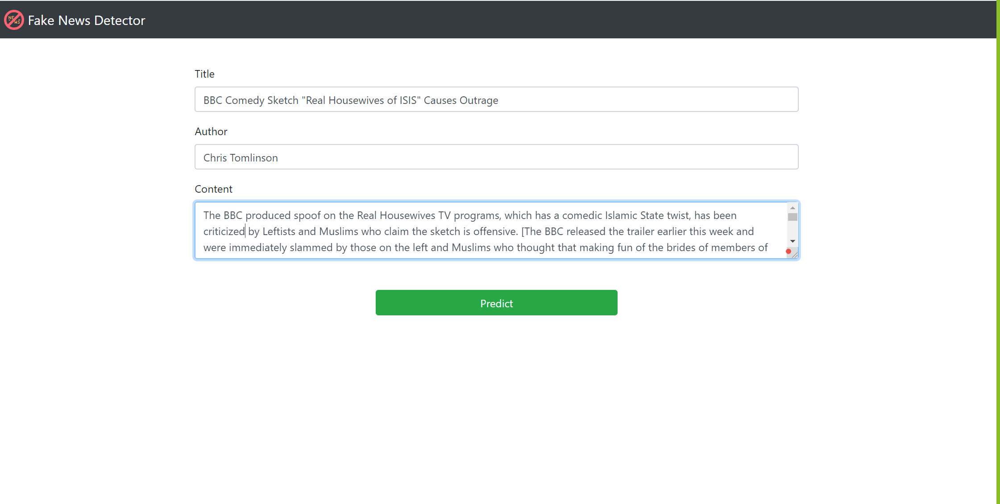 NEWS
Fake News Detector
Title
BBC Comedy Sketch "Real Housewives of ISIS" Causes Outrage
Author
Chris Tomlinson
Content
The BBC produced spoof on the Real Housewives TV programs, which has a comedic Islamic State twist, has been
criticized by Leftists and Muslims who claim the sketch is offensive. [The BBC released the trailer earlier this week and
were immediately slammed by those on the left and Muslims who thought that making fun of the brides of members of
Predict